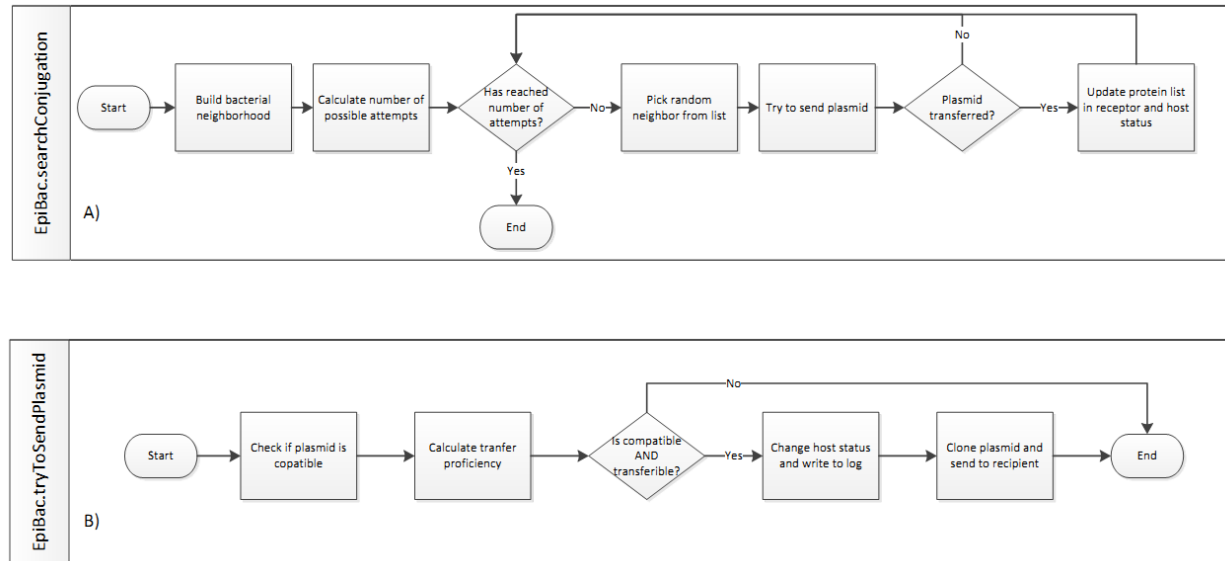 EpiBac.searchConjugation
A)
Start
Build bacterial
neighborhood
Calculate number of
possible attempts
Has reached
number of
attempts?
No
Yes
End
Pick random
neighbor from list
Try to send plasmid
Plasmid
transferred?
No
Yes
Update protein list
in receptor and host
status
EpiBac.tryToSendPlasmid
B)
Start
Check if plasmid is
copatible
Calculate tranfer
proficiency
Is compatible
AND
transferible?
No
Yes
Change host status
and write to log
Clone plasmid and
send to recipient
End